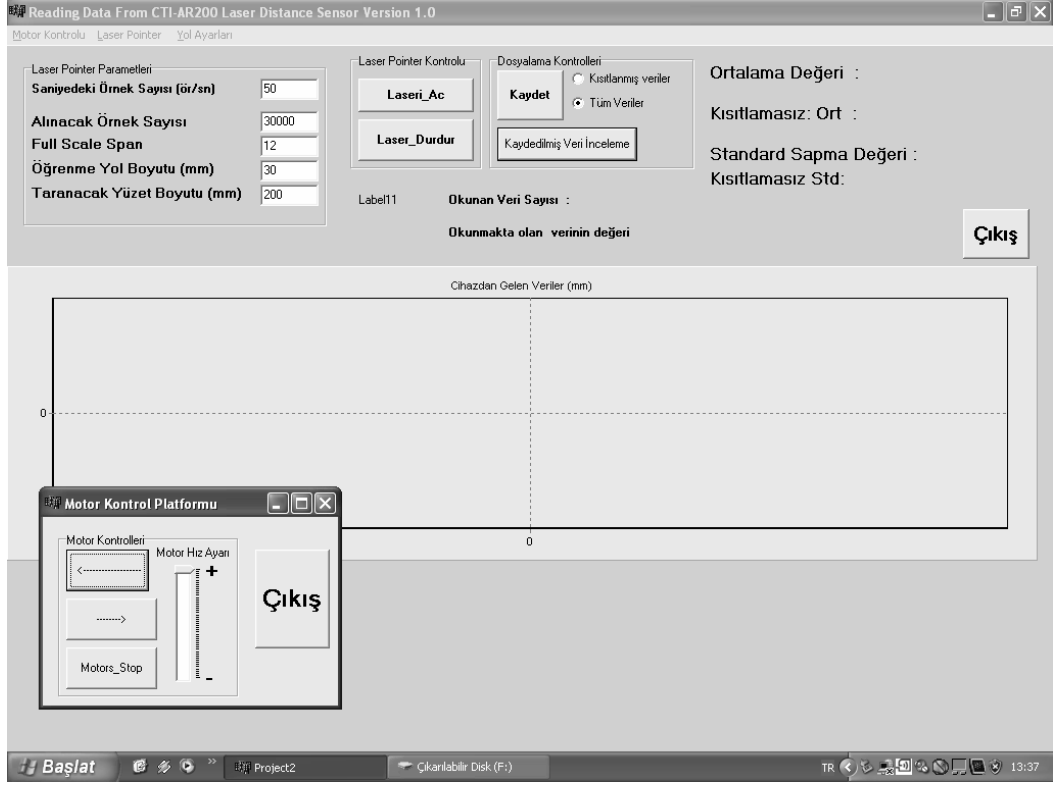 Reading Data From CTI-AR200 Laser Distance Sensor Version 1.0
Motor Kontrolu Laser Pointer Yol Ayarları
Laser Pointer Parametleri
Saniyedeki Örnek Sayısı (ör/sn) 50
Alınacak Örnek Sayısı 30000
Full Scale Span 12
Öğrenme Yol Boyutu (mm) 30
Taranacak Yüzet Boyutu (mm) 200
Laser Pointer Kontrolu
Laseri_Ac
Laser_Durdur
Dosyalama Kontrolleri
Kaydet
Kısıtlanmış veriler
Tüm Veriler
Kaydedilmiş Veri İnceleme
Label11 Okunan Veri Sayısı :
Okunmakta olan verinin değeri
Ortalama Değeri :
Kısıtlamasız: Ort :
Standard Sapma Değeri :
Kısıtlamasız Std:
Çıkış
Cihazdan Gelen Veriler (mm)
0
0
Motor Kontrol Platformu
Motor Kontrolleri
Motor Hız Ayarı
<----------------
+
-------->
Motors_Stop
-
Çıkış
Başlat
»
Project2
Çıkarılabilir Disk (F:)
TR
13:37